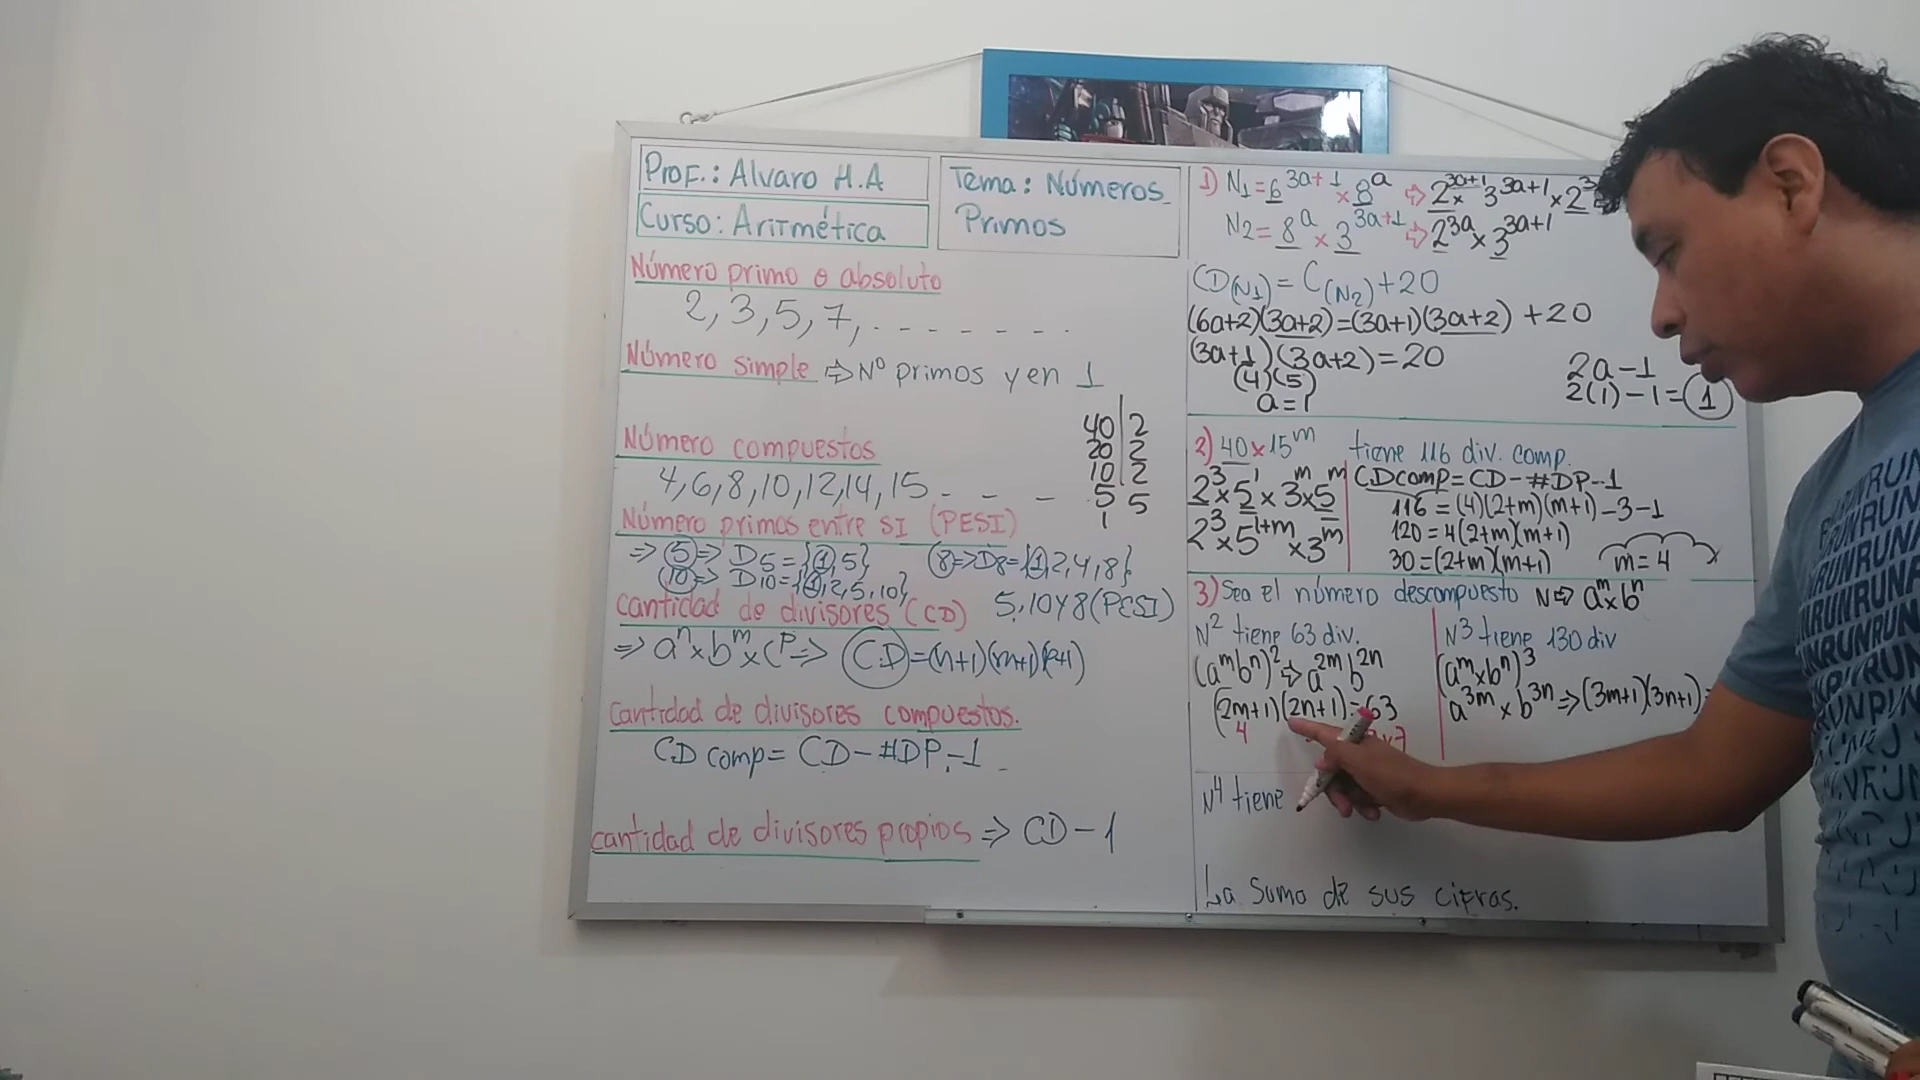 Prof.: Alvaro H.A
Curso: Aritmética
Tema: Números
Primos
Número primo o absoluto
2, 3, 5, 7, . - - - - - - .
Número simple ⇨ Nº primos y en 1
Número compuestos
4, 6, 8, 10, 12, 14, 15 - - -
40 | 2
20 | 2
10 | 2
5 5
1
Número primos entre SI (PESI)
⇒ 5 ⇒ D5 = {1, 5}
10 ⇒ D10 = {1, 2, 5, 10}
8 ⇒ D8 = {1, 2, 4, 8}
5, 10 y 8 (PESI)
cantidad de divisores (CD)
⇒ a^n x b^m x C^p ⇒ CD = (n+1)(m+1)(p+1)
cantidad de divisores compuestos.
CD comp = CD - #DP - 1
cantidad de divisores propios ⇒ CD - 1
1) N1 = 6^3a+1 x 8^a ⇨ 2^3a+1 x 3^3a+1 x 2^3
N2 = 8^a x 3^3a+1 ⇨ 2^3a x 3^3a+1
CD(N1) = C(N2) + 20
(6a+2)(3a+2) = (3a+1)(3a+2) + 20
(3a+1)(3a+2) = 20
(4)(5)
a = 1
2a - 1
2(1) - 1 = 1
2) 40 x 15^m tiene 116 div. comp.
2^3 x 5^1 x 3^m x 5^m
2^3 x 5^1+m x 3^m
CD comp = CD - #DP - 1
116 = (4)(2+m)(m+1) - 3 - 1
120 = 4(2+m)(m+1)
30 = (2+m)(m+1)
m = 4
3) Sea el número descompuesto N ⇨ a^m x b^n
N^2 tiene 63 div.
(a^m b^n)^2 ⇨ a^2m b^2n
(2m+1)(2n+1) = 63
4
7
N^3 tiene 130 div
(a^m x b^n)^3
a^3m x b^3n ⇒ (3m+1)(3n+1) =
N^4 tiene
La Suma de sus cifras.